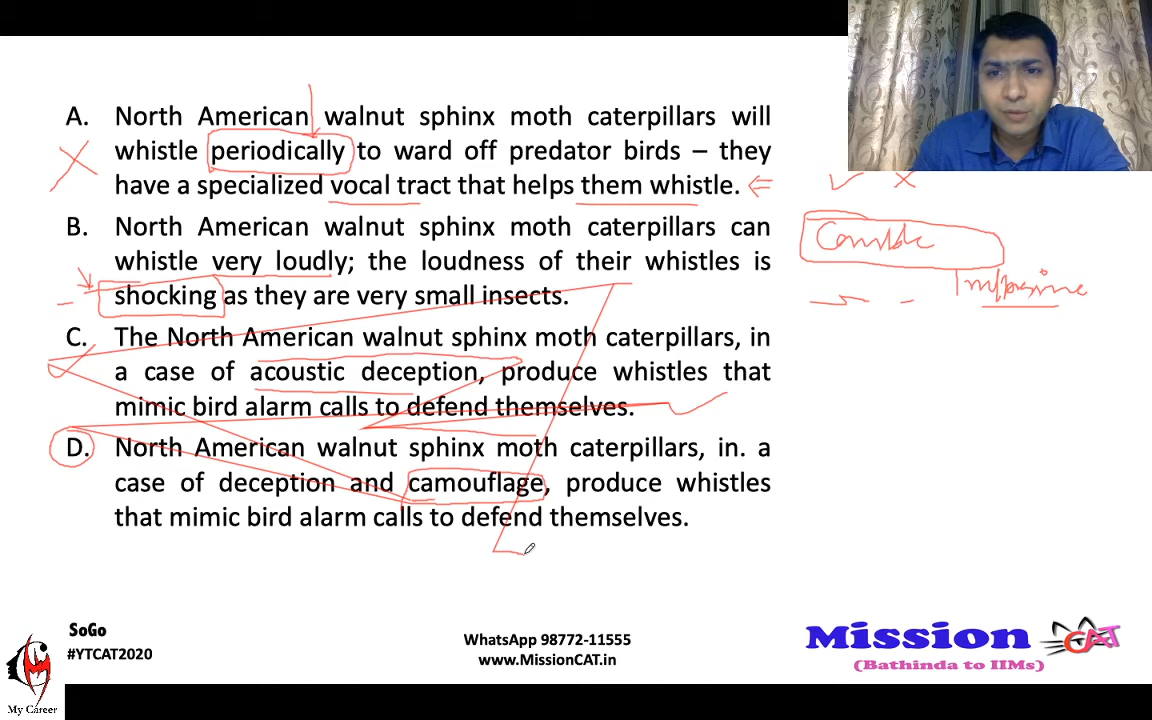 A. North American walnut sphinx moth caterpillars will
whistle periodically to ward off predator birds – they
have a specialized vocal tract that helps them whistle.
B. North American walnut sphinx moth caterpillars can
whistle very loudly; the loudness of their whistles is
shocking as they are very small insects.
C. The North American walnut sphinx moth caterpillars, in
a case of acoustic deception, produce whistles that
mimic bird alarm calls to defend themselves.
D. North American walnut sphinx moth caterpillars, in. a
case of deception and camouflage, produce whistles
that mimic bird alarm calls to defend themselves.
SoGo
#YTCAT2020
WhatsApp 98772-11555
www.MissionCAT.in
Mission CAT
(Bathinda to IIMs)
My Career